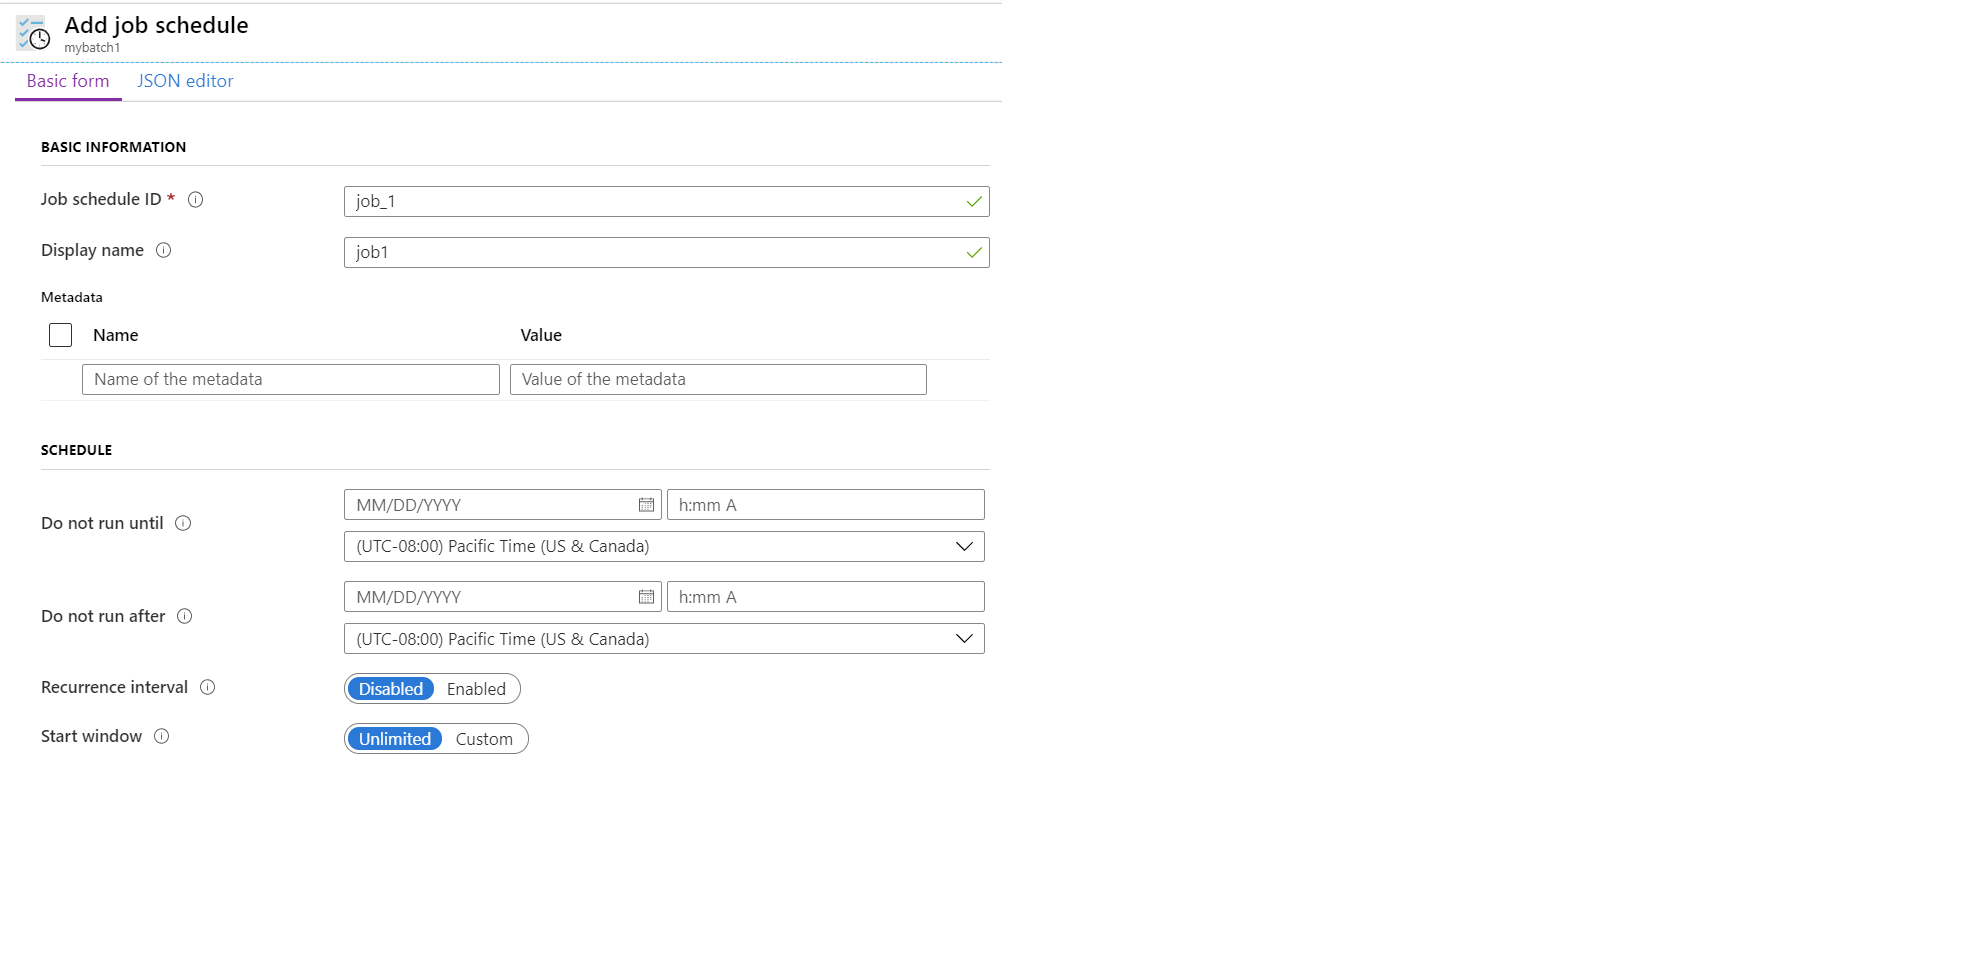 Add job schedule
mybatch1
Basic form JSON editor
BASIC INFORMATION
Job schedule ID *
job_1
Display name
job1
Metadata
Name Value
Name of the metadata Value of the metadata
SCHEDULE
Do not run until
MM/DD/YYYY h:mm A
(UTC-08:00) Pacific Time (US & Canada)
Do not run after
MM/DD/YYYY h:mm A
(UTC-08:00) Pacific Time (US & Canada)
Recurrence interval Disabled Enabled
Start window Unlimited Custom